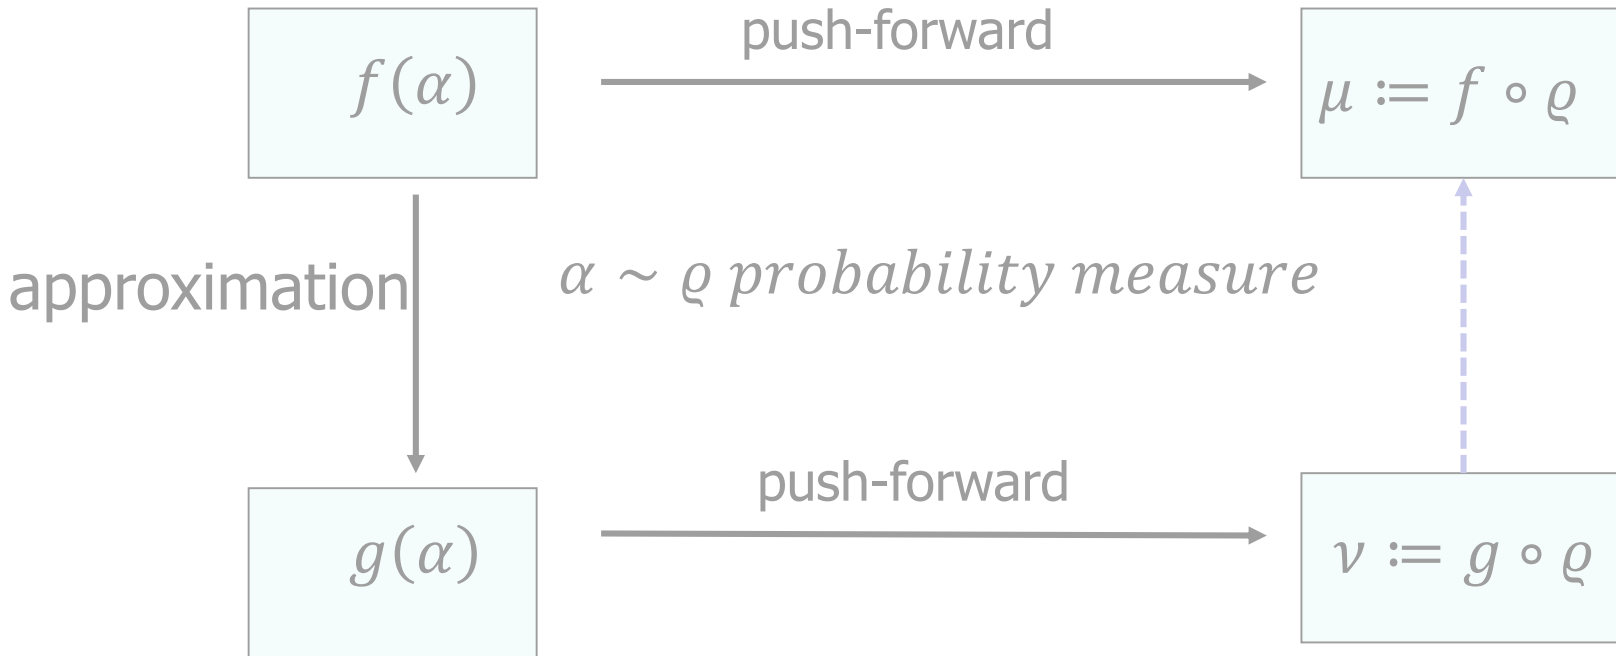 push-forward
f(α)
μ ≔ f ∘ ϱ
approximation
α ~ ϱ probability measure
push-forward
g(α)
ν ≔ g ∘ ϱ